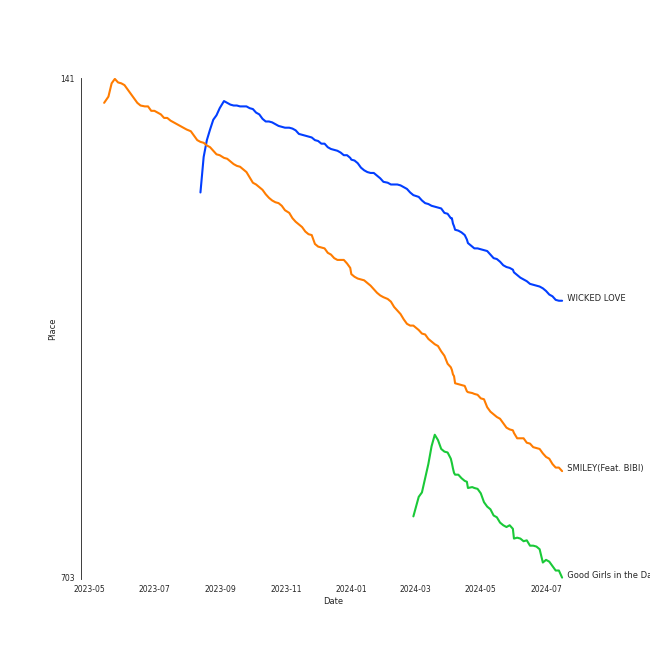 141
WICKED LOVE
Place
SMILEY(Feat. BIBI)
Good Girls in the
703
2023-05 2023-07 2023-09 2023-11 2024-01 2024-03 2024-05 2024-07
Date